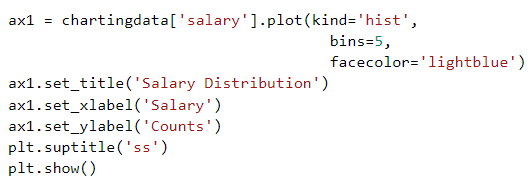 ax1 = chartingdata['salary'].plot(kind='hist',
                                    bins=5,
                                    facecolor='lightblue')
ax1.set_title('Salary Distribution')
ax1.set_xlabel('Salary')
ax1.set_ylabel('Counts')
plt.suptitle('ss')
plt.show()